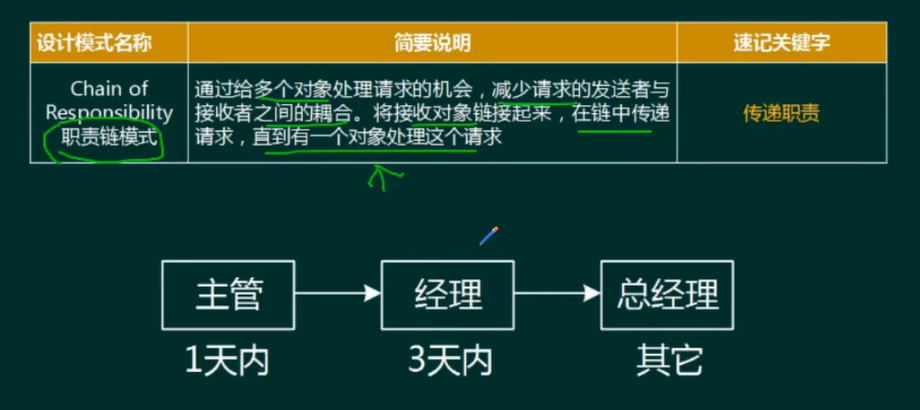 设计模式名称 简要说明 速记关键字
Chain of
Responsibility
职责链模式
通过给多个对象处理请求的机会，减少请求的发送者与
接收者之间的耦合。将接收对象链接起来，在链中传递
请求，直到有一个对象处理这个请求
传递职责
主管 经理 总经理
1天内 3天内 其它